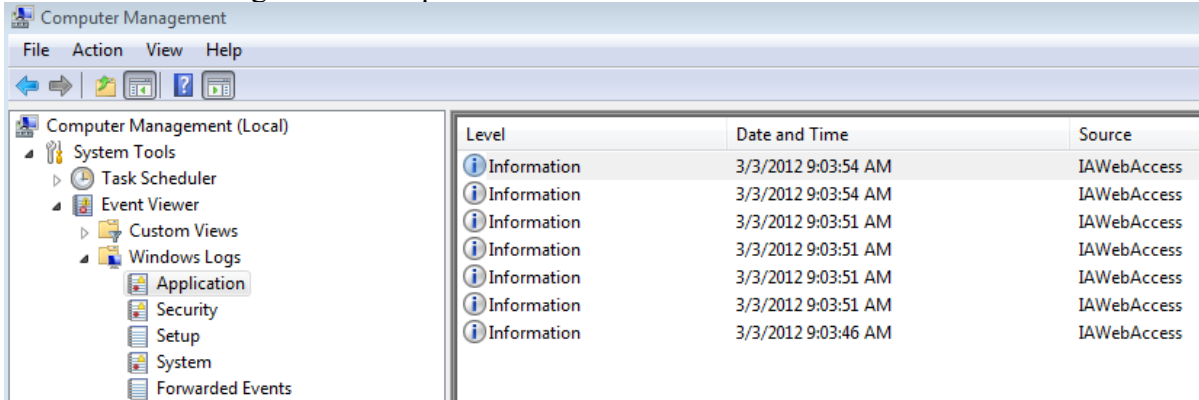 Computer Management
File Action View Help
Computer Management (Local)
System Tools
Task Scheduler
Event Viewer
Custom Views
Windows Logs
Application
Security
Setup
System
Forwarded Events
Level Date and Time Source
Information 3/3/2012 9:03:54 AM IAWebAccess
Information 3/3/2012 9:03:54 AM IAWebAccess
Information 3/3/2012 9:03:51 AM IAWebAccess
Information 3/3/2012 9:03:51 AM IAWebAccess
Information 3/3/2012 9:03:51 AM IAWebAccess
Information 3/3/2012 9:03:51 AM IAWebAccess
Information 3/3/2012 9:03:46 AM IAWebAccess